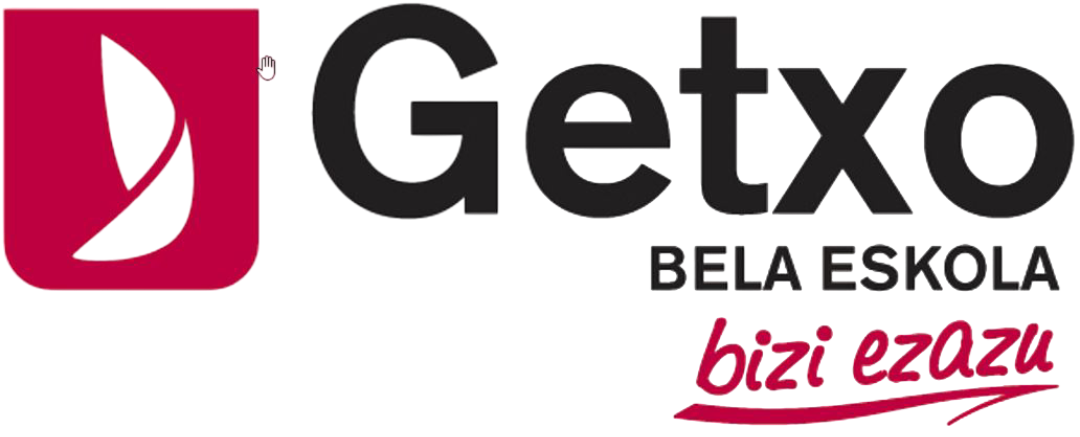 Getxo
BELA ESKOLA
bizi ezazu